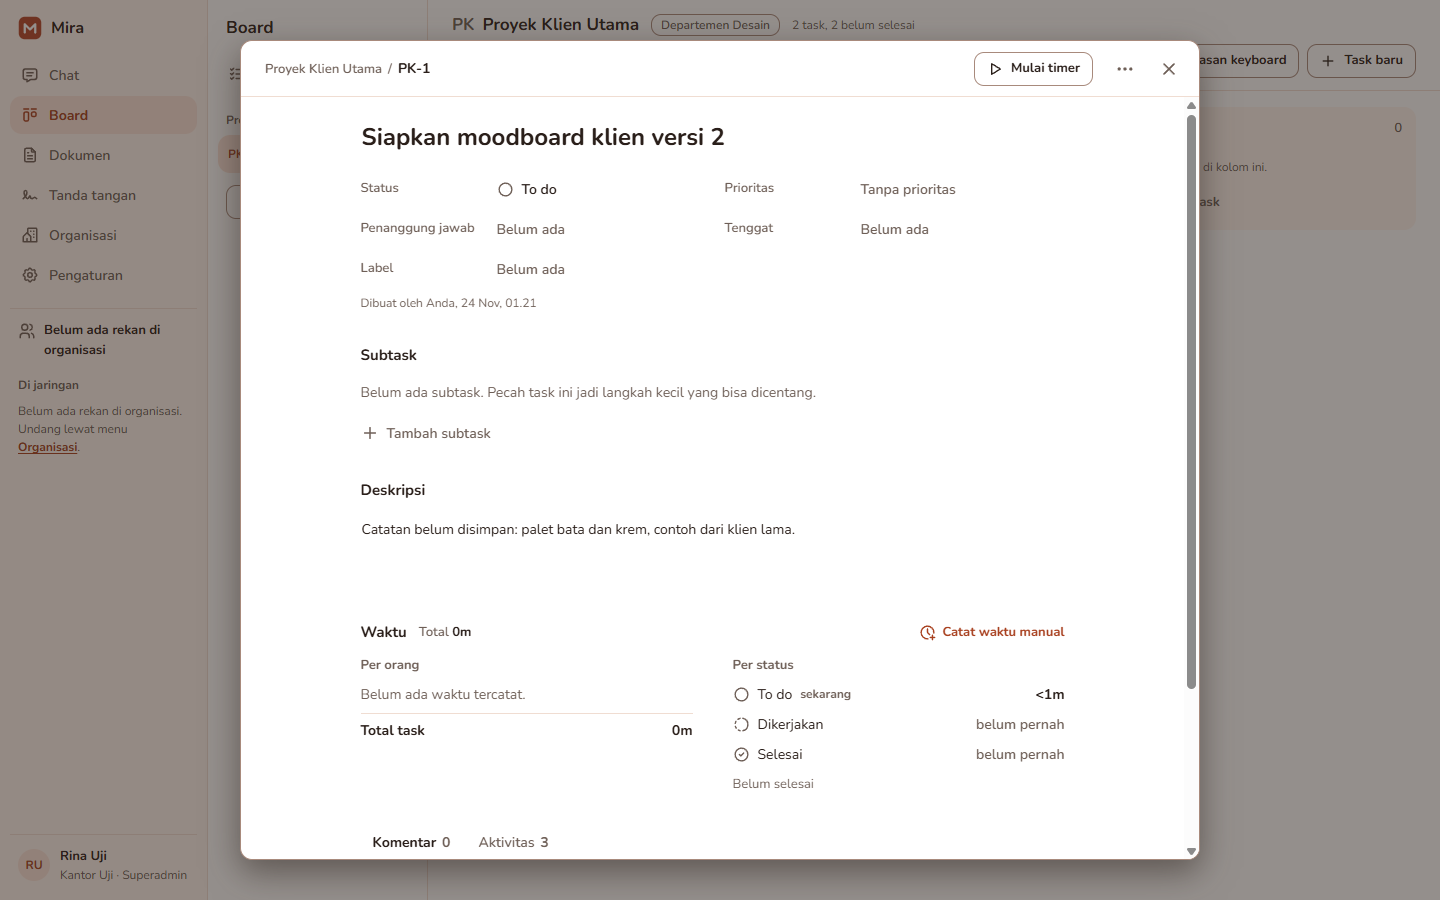 Mira
Chat
Board
Dokumen
Tanda tangan
Organisasi
Pengaturan
Belum ada rekan di
organisasi
Di jaringan
Belum ada rekan di organisasi.
Undang lewat menu
Organisasi.
RU
Rina Uji
Kantor Uji · Superadmin
Board
PK Proyek Klien Utama
Departemen Desain
2 task, 2 belum selesai
asan keyboard
Task baru
0
di kolom ini.
ask
Proyek Klien Utama / PK-1
Mulai timer
Siapkan moodboard klien versi 2
Status
To do
Prioritas
Tanpa prioritas
Penanggung jawab
Belum ada
Tenggat
Belum ada
Label
Belum ada
Dibuat oleh Anda, 24 Nov, 01.21
Subtask
Belum ada subtask. Pecah task ini jadi langkah kecil yang bisa dicentang.
Tambah subtask
Deskripsi
Catatan belum disimpan: palet bata dan krem, contoh dari klien lama.
Waktu Total 0m
Catat waktu manual
Per orang
Belum ada waktu tercatat.
Total task 0m
Per status
To do sekarang <1m
Dikerjakan belum pernah
Selesai belum pernah
Belum selesai
Komentar 0
Aktivitas 3